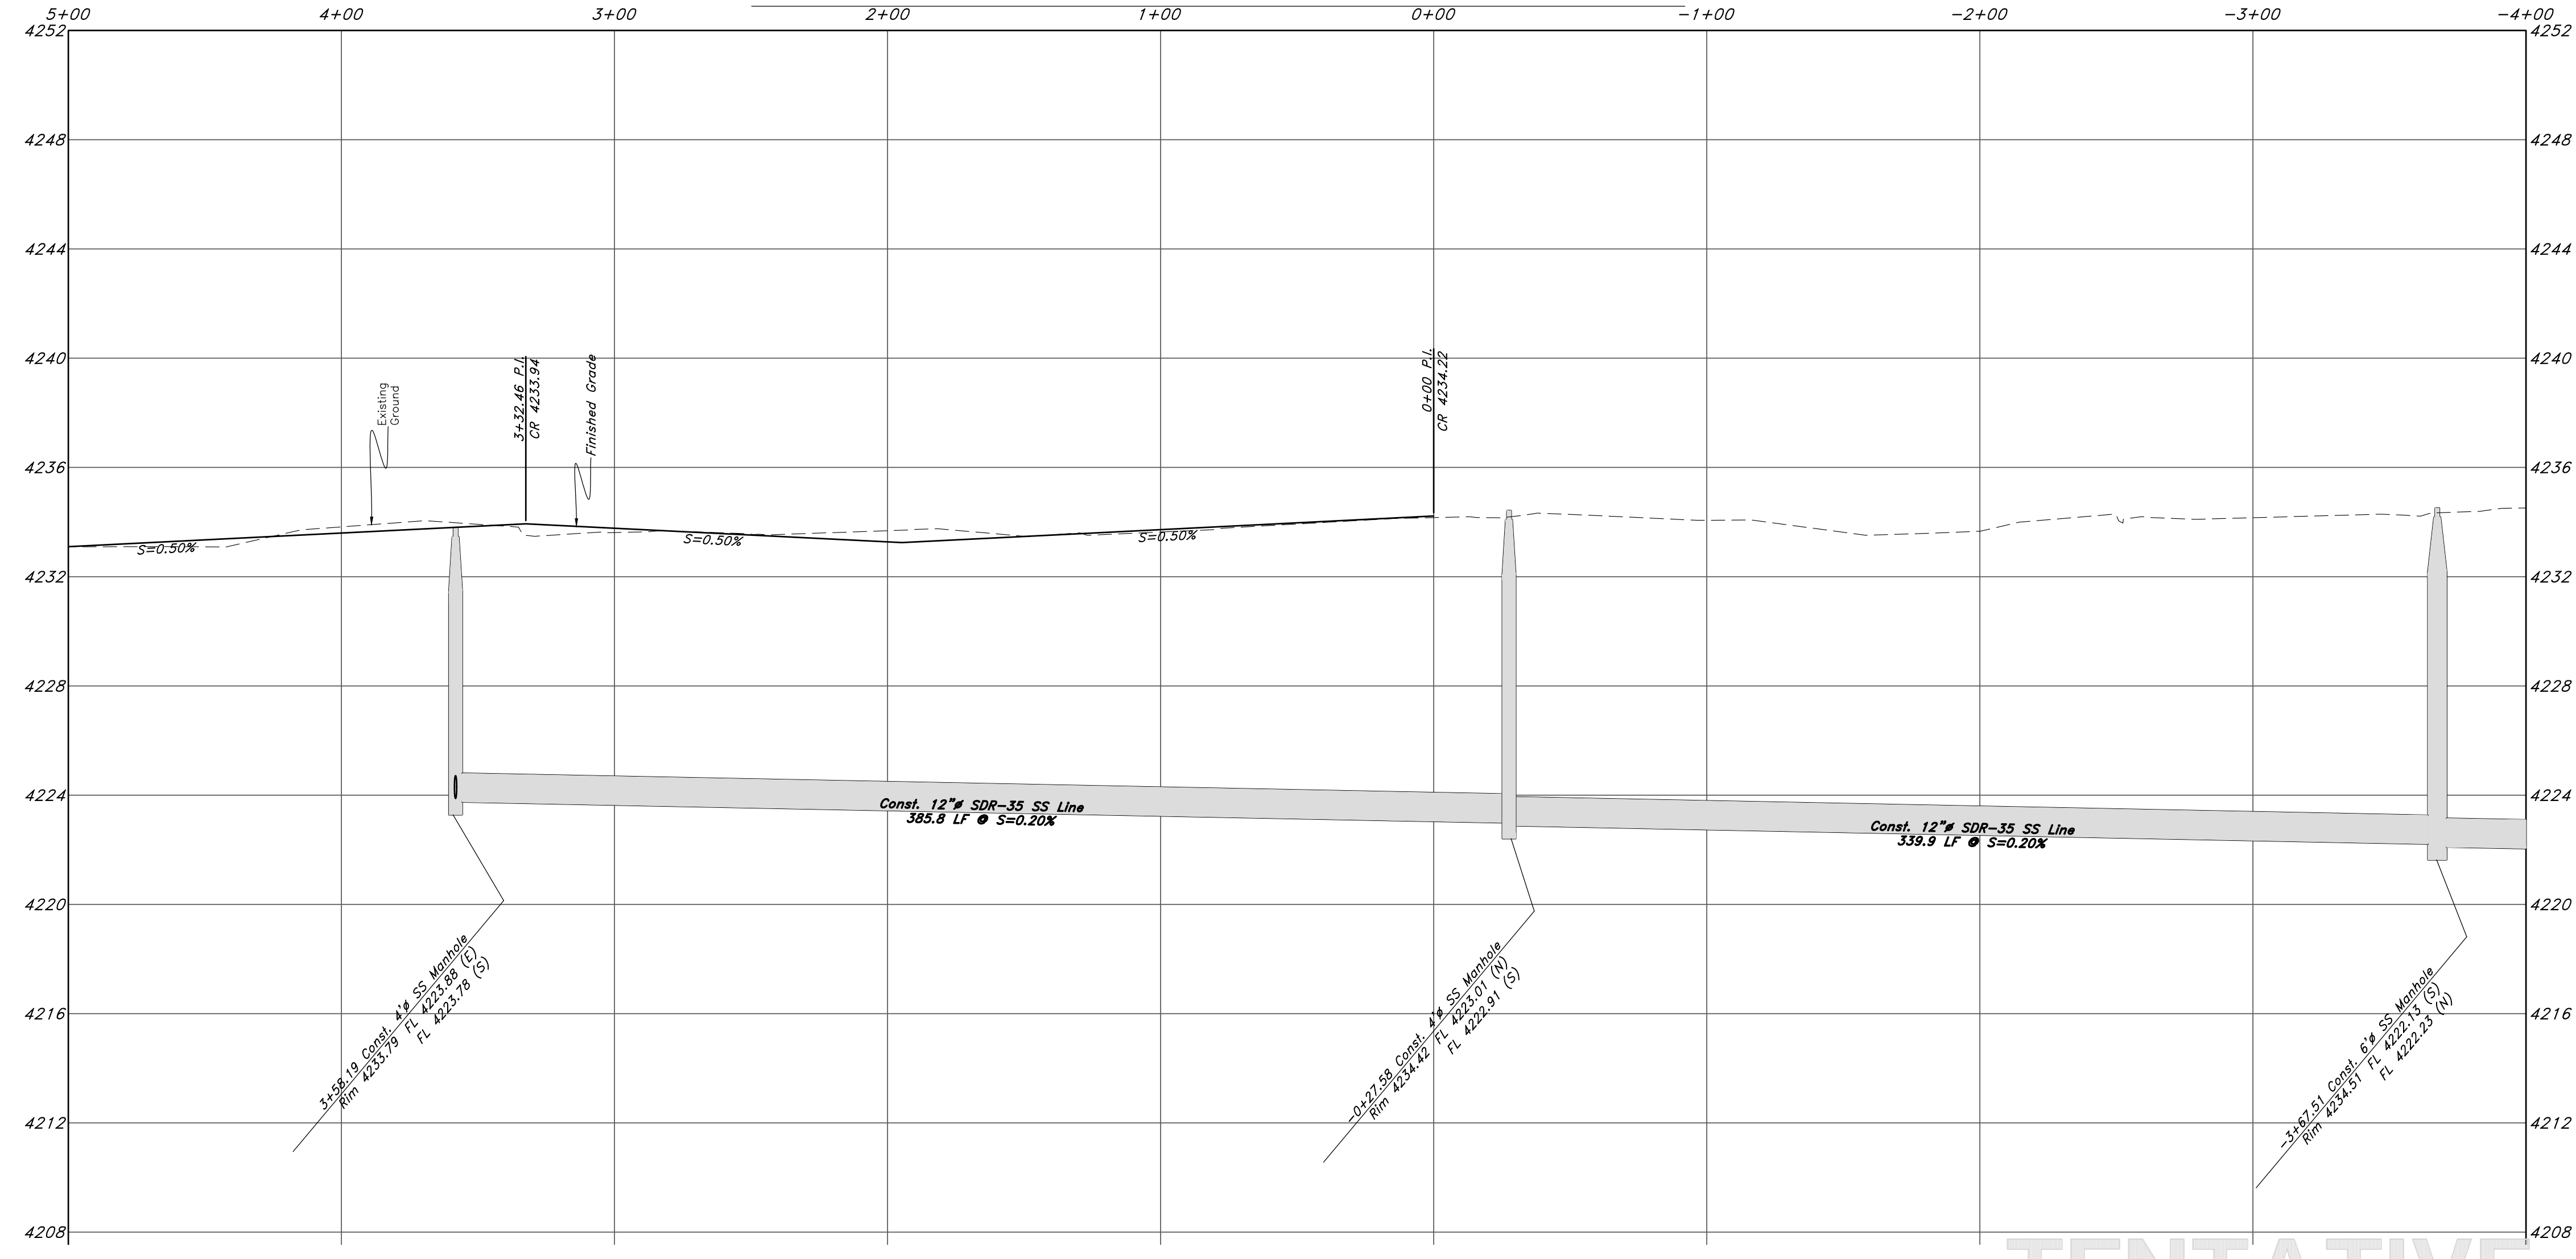 5+00 4+00 3+00 2+00 1+00 0+00 -1+00 -2+00 -3+00 -4+00
4252 4252
4248 4248
4244 4244
4240 4240
4236 4236
4232 4232
4228 4228
4224 4224
4220 4220
4216 4216
4212 4212
4208 4208
Existing
Ground
3+32.46 P.I.
CR 4233.94
Finished Grade
0+00 P.I.
CR 4234.22
S=0.50%
S=0.50%
S=0.50%
Const. 12"ø SDR-35 SS Line
385.8 LF @ S=0.20%
Const. 12"ø SDR-35 SS Line
339.9 LF @ S=0.20%
3+58.19 Const. 4'ø SS Manhole
Rim 4233.79 FL 4223.88 (E)
FL 4223.78 (S)
-0+27.58 Const. 4'ø SS Manhole
Rim 4234.42 FL 4223.01 (N)
FL 4222.91 (S)
-3+67.51 Const. 6'ø SS Manhole
Rim 4234.51 FL 4222.13 (S)
FL 4222.23 (N)
TENTATIVE